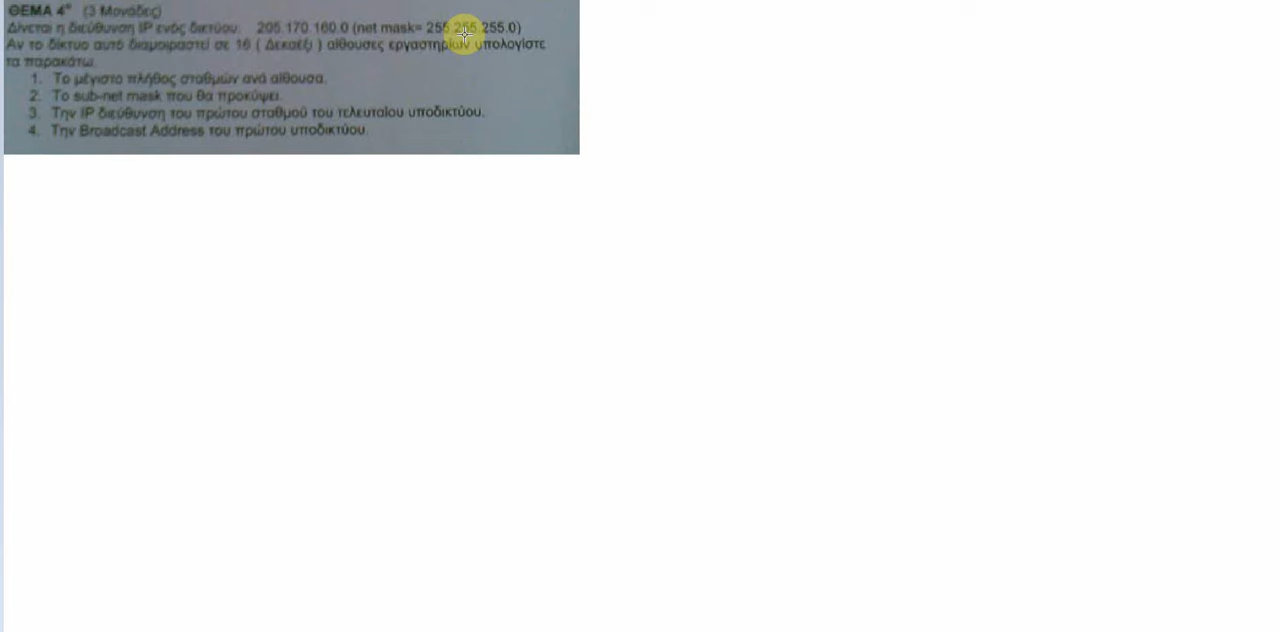 ΘΕΜΑ 4ο (3 Μονάδες)
Δίνεται η διεύθυνση IP ενός δικτύου: 205.170.160.0 (net mask= 255.255.255.0)
Αν το δίκτυο αυτό διαμοιραστεί σε 16 ( Δεκαέξι ) αίθουσες εργαστηρίων υπολογίστε
τα παρακάτω.
1. Το μέγιστο πλήθος σταθμών ανά αίθουσα.
2. Το sub-net mask που θα προκύψει.
3. Την IP διεύθυνση του πρώτου σταθμού του τελευταίου υποδικτύου.
4. Την Broadcast Address του πρώτου υποδικτύου.